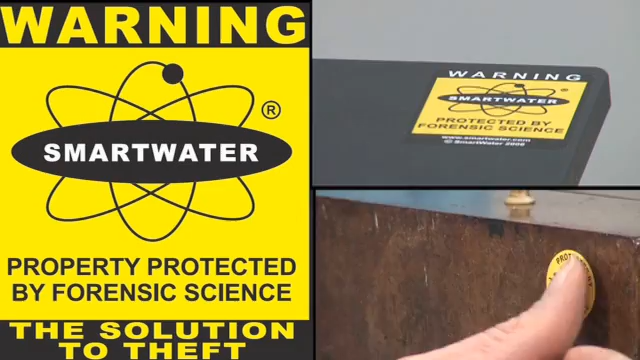 WARNING
®
SMARTWATER
PROPERTY PROTECTED
BY FORENSIC SCIENCE
THE SOLUTION
TO THEFT
WARNING
®
SMARTWATER
PROTECTED BY
FORENSIC SCIENCE
www.smartwater.com
© SmartWater 2006